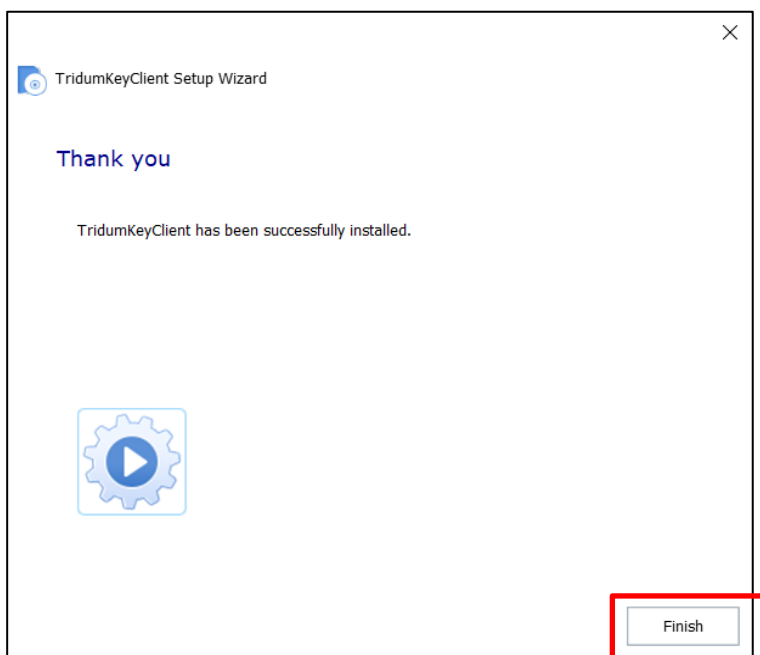 TridumKeyClient Setup Wizard
Thank you
TridumKeyClient has been successfully installed.
Finish